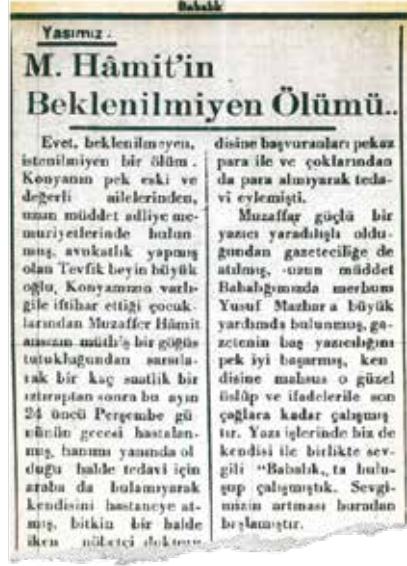 Babalık
Yasımız.
M. Hâmit'in
Beklenilmiyen Ölümü..
Evet, beklenilmeyen,
istenilmiyen bir ölüm.
Konyanın pek eski ve
değerli ailelerinden,
uzun müddet adliye me-
muriyetlerinde bulun-
muş, avukatlık yapmış
olan Tevfik beyin büyük
oğlu, Konyamızın varlı-
ğile iftihar ettiği çocuk-
larından Muzaffer Hâmit
ansızın müthiş bir göğüs
tutukluğundan sarsıla-
rak bir kaç saatlik bir
ıztıraptan sonra bu ayın
24 üncü Perşembe gü
nünün gecesi hastalan-
mış, hanımı yanında ol
duğu halde tedavi için
araba da bulamıyarak
kendisini hastaneye at-
mış, bitkin bir halde
iken nöbetçi doktorun
disine başvuranları pekaz
para ile ve çoklarından
da para almıyarak teda-
vi eylemişti.
Muzaffar güçlü bir
yazıcı yaradılışlı oldu-
ğundan gazeteciliğe de
atılmış, uzun müddet
Babalığımızda merhum
Yusuf Mazhara büyük
yardımda bulunmuş, ga-
zetenin baş yazıcılığını
pek iyi başarmış, ken
disine mahsus o güzel
üslüp ve ifadelerile son
çağlara kadar çalışmış
tır. Yazı işlerinde biz de
kendisi ile birlikte sev-
gili "Babalık,, ta bulu-
şup çalışmıştık. Sevgi-
mizin artması buradan
başlamıştır.